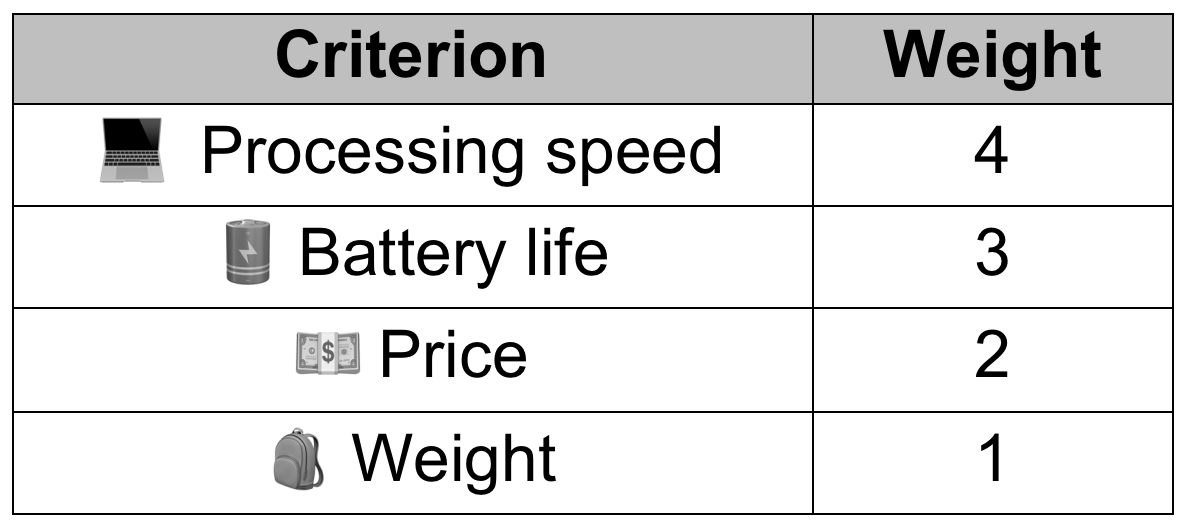 Criterion Weight
Processing speed 4
Battery life 3
$ Price 2
Weight 1